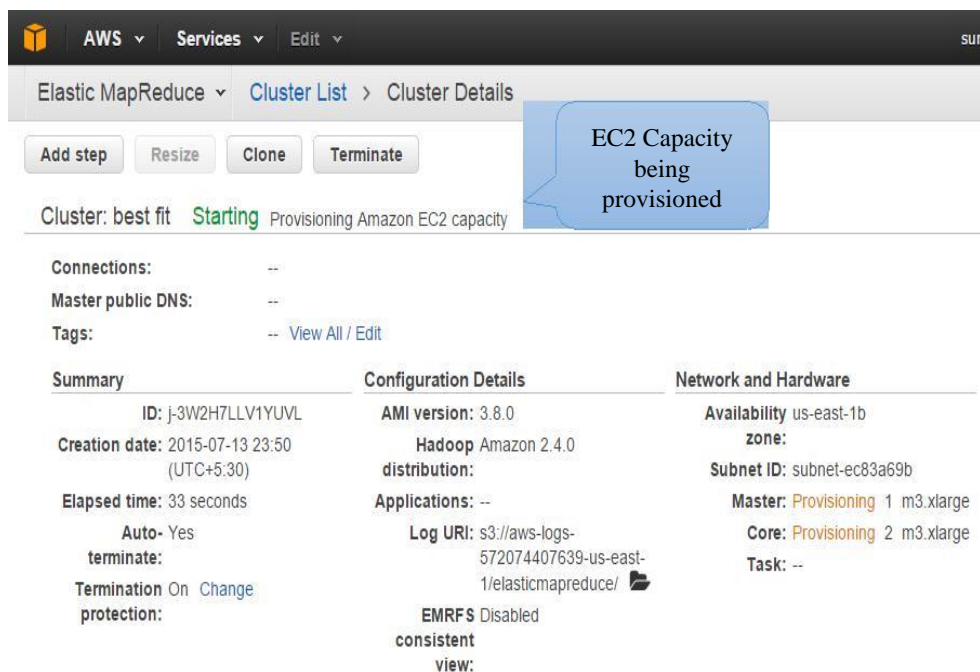 AWS Services Edit
Elastic MapReduce Cluster List > Cluster Details
EC2 Capacity
being
provisioned
Add step Resize Clone Terminate
Cluster: best fit Starting Provisioning Amazon EC2 capacity
Connections: --
Master public DNS: --
Tags: -- View All / Edit
Summary
ID: j-3W2H7LLV1YUVL
Creation date: 2015-07-13 23:50
(UTC+5:30)
Elapsed time: 33 seconds
Auto- Yes
terminate:
Termination On Change
protection:
Configuration Details
AMI version: 3.8.0
Hadoop Amazon 2.4.0
distribution:
Applications: --
Log URI: s3://aws-logs-
572074407639-us-east-
1/elasticmapreduce/
EMRFS Disabled
consistent
view:
Network and Hardware
Availability us-east-1b
zone:
Subnet ID: subnet-ec83a69b
Master: Provisioning 1 m3.xlarge
Core: Provisioning 2 m3.xlarge
Task: --